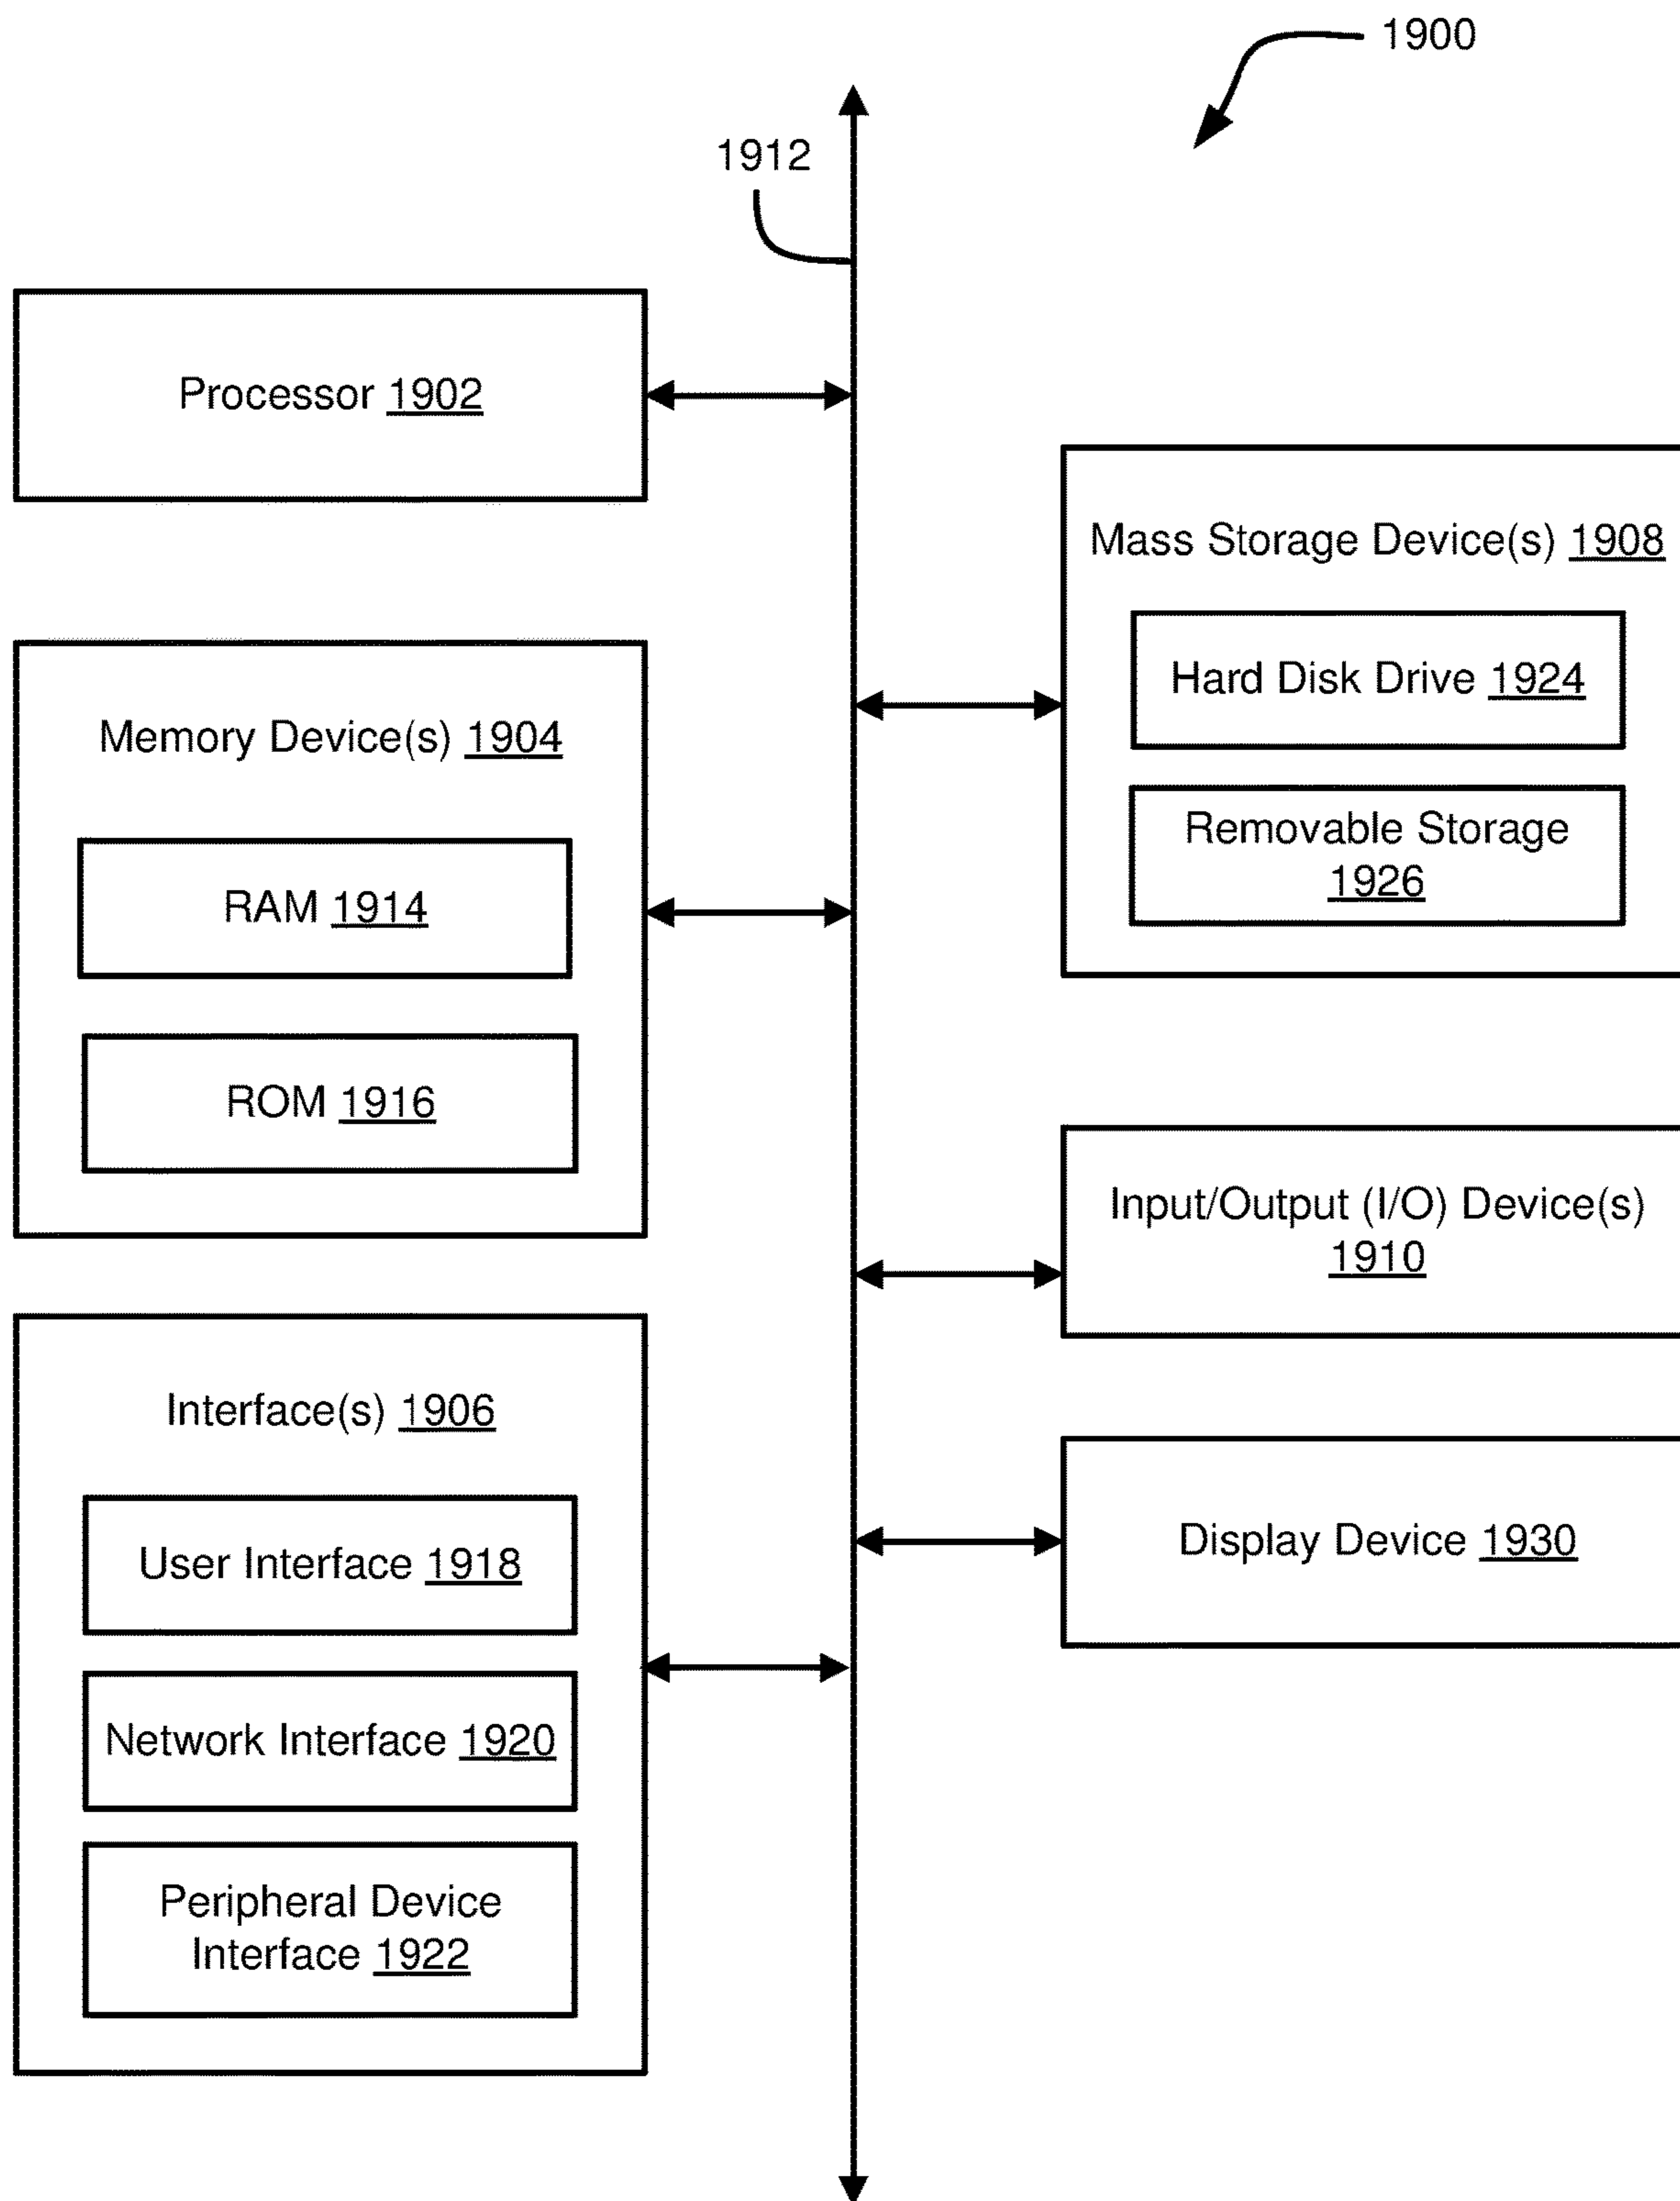 1900
1912
Processor 1902
Memory Device(s) 1904
RAM 1914
ROM 1916
Interface(s) 1906
User Interface 1918
Network Interface 1920
Peripheral Device
Interface 1922
Mass Storage Device(s) 1908
Hard Disk Drive 1924
Removable Storage
1926
Input/Output (I/O) Device(s)
1910
Display Device 1930